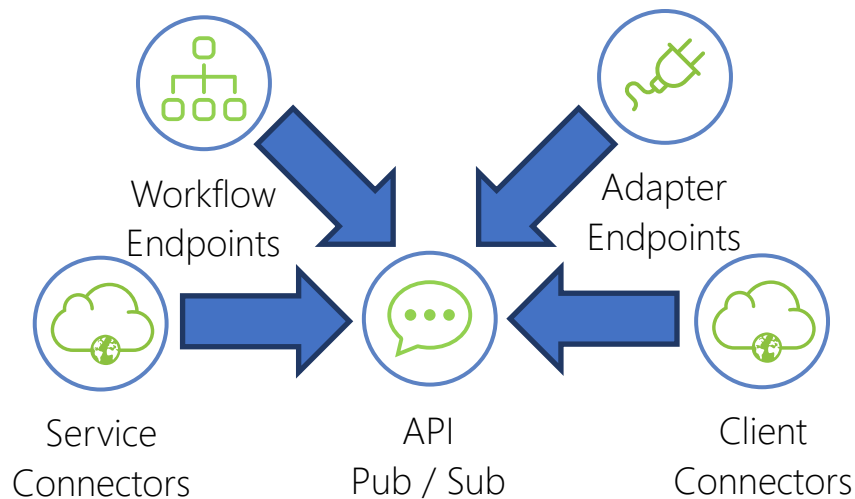 Workflow
Endpoints
Adapter
Endpoints
Service
Connectors
API
Pub / Sub
Client
Connectors